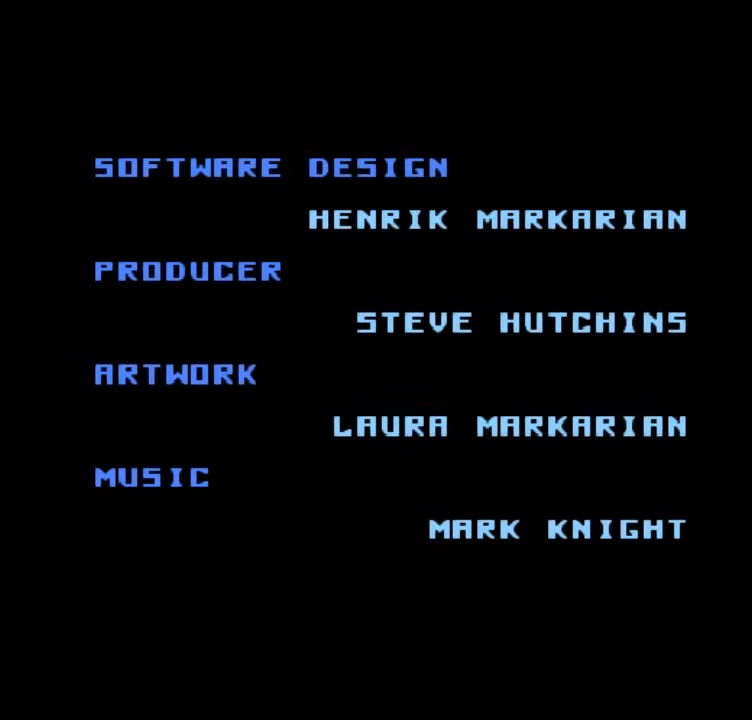 SOFTWARE DESIGN
HENRIK MARKARIAN
PRODUCER
STEVE HUTCHINS
ARTWORK
LAURA MARKARIAN
MUSIC
MARK KNIGHT